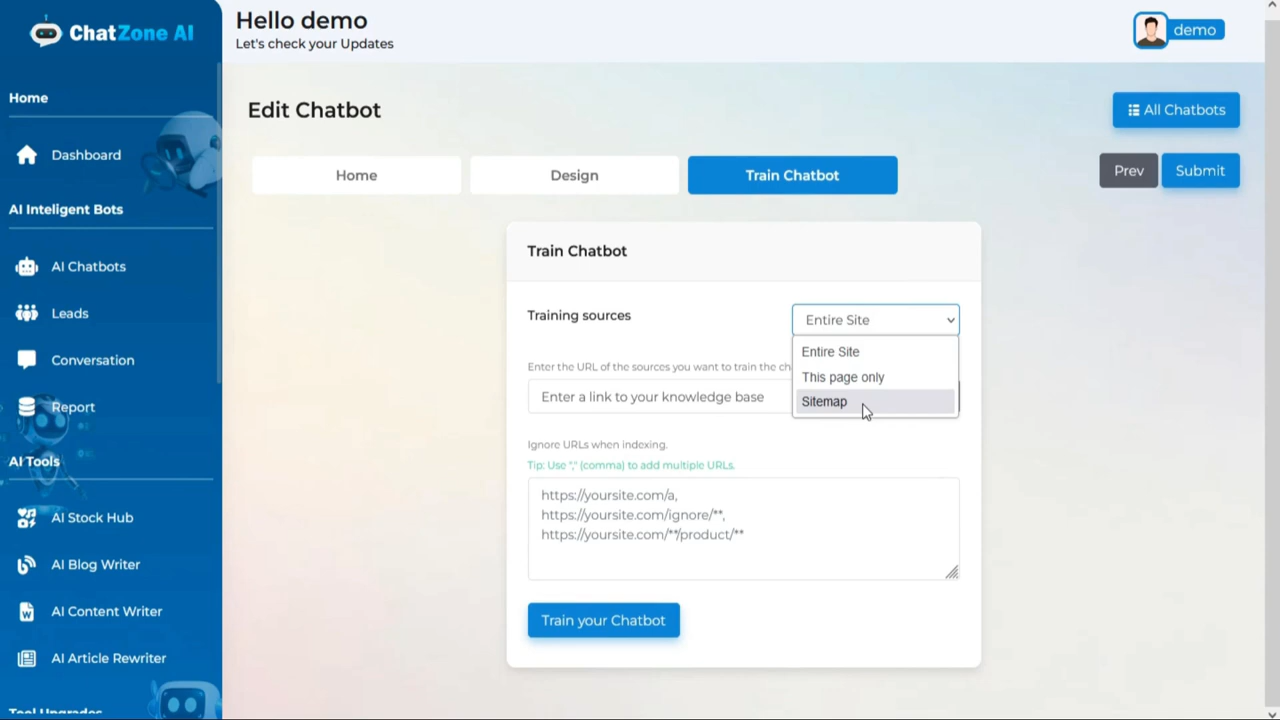 ChatZone AI
Hello demo
Let's check your Updates
demo
Home
Dashboard
AI Inteligent Bots
AI Chatbots
Leads
Conversation
Report
AI Tools
AI Stock Hub
AI Blog Writer
AI Content Writer
AI Article Rewriter
Tool Upgrades
Edit Chatbot
All Chatbots
Home
Design
Train Chatbot
Prev
Submit
Train Chatbot
Training sources
Entire Site
Entire Site
This page only
Sitemap
Enter the URL of the sources you want to train the ch
Enter a link to your knowledge base
Ignore URLs when indexing.
Tip: Use "," (comma) to add multiple URLs.
https://yoursite.com/a,
https://yoursite.com/ignore/**,
https://yoursite.com/**/product/**
Train your Chatbot